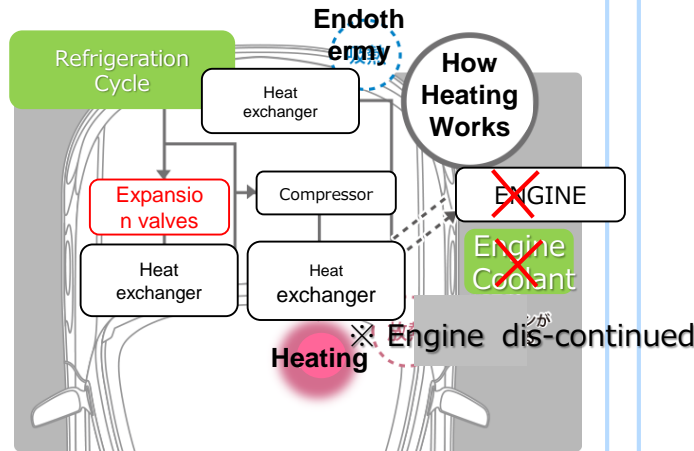 Endoth
ermy
Refrigeration
Cycle
How
Heating
Works
Heat
exchanger
Expansio
n valves
Compressor
ENGINE
Engine
Coolant
Heat
exchanger
Heat
exchanger
※ Engine dis-continued
Heating